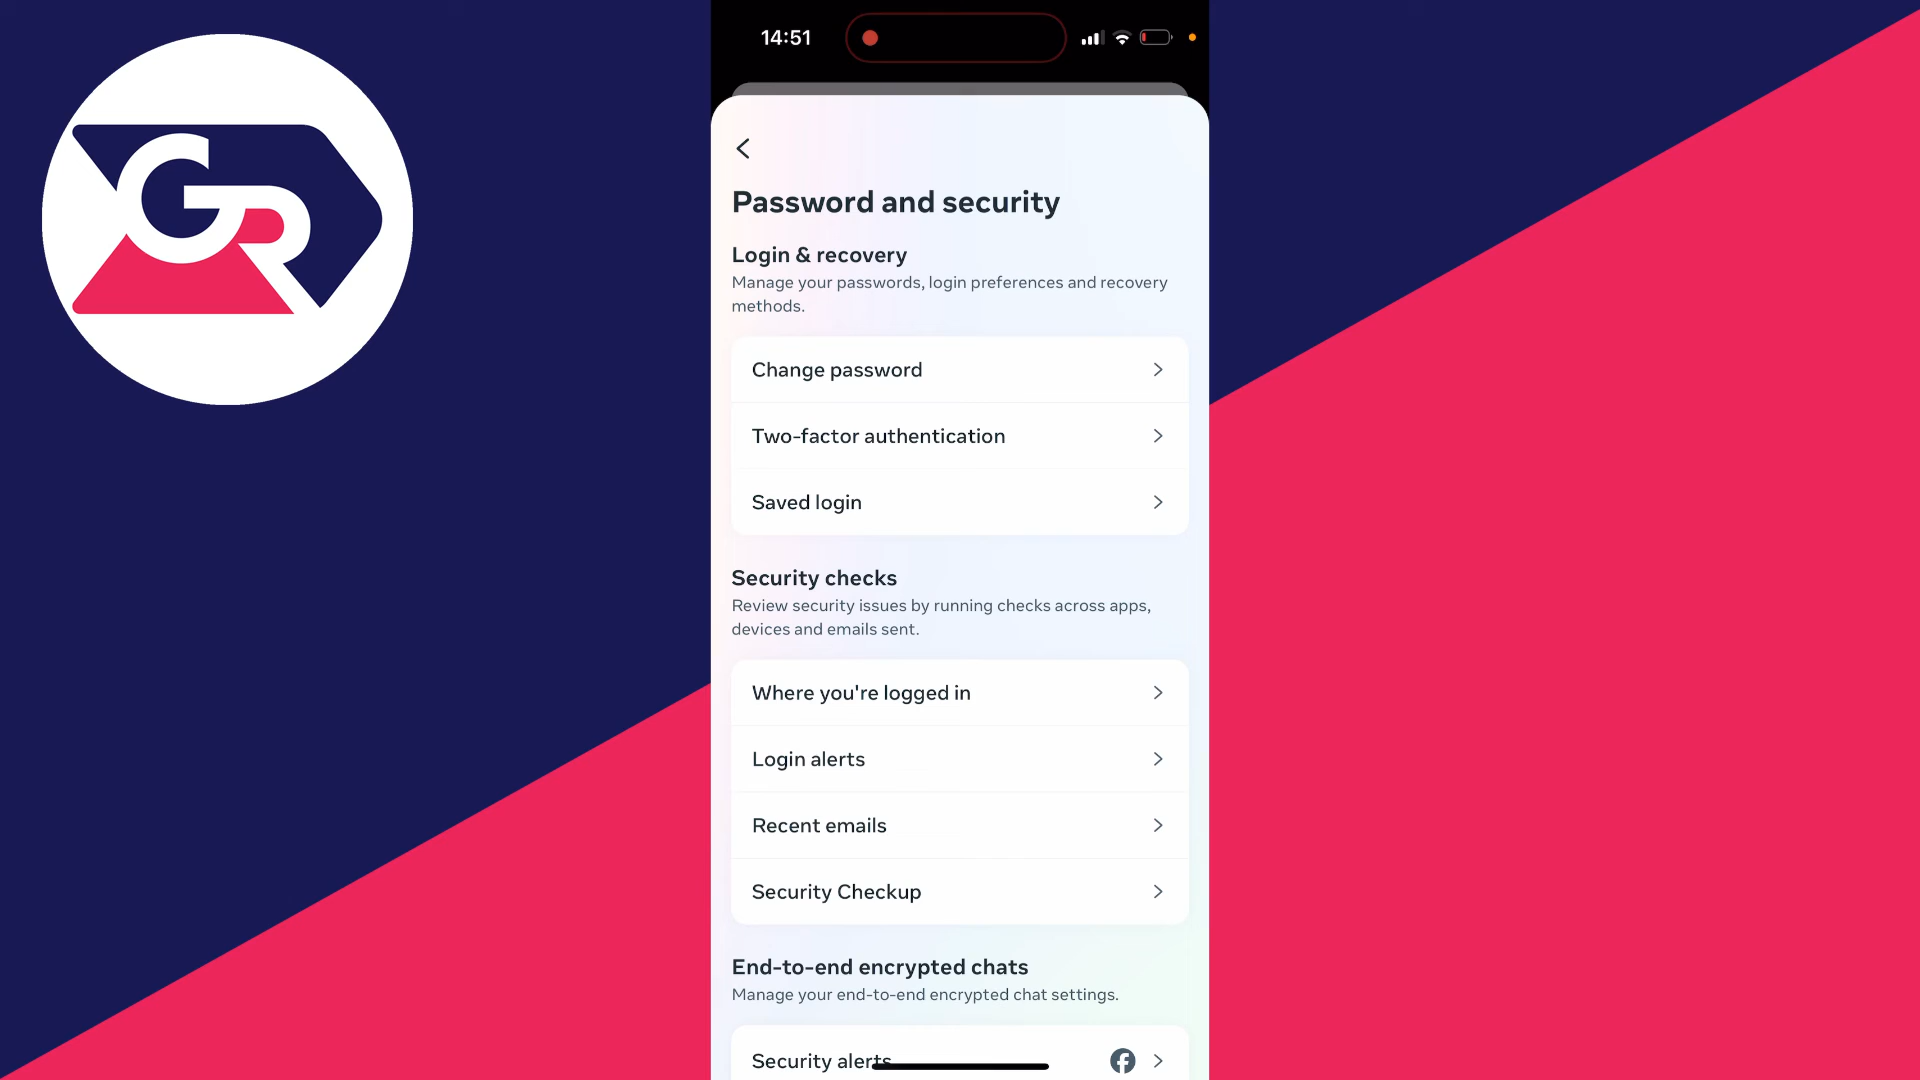 GR
14:51
Password and security
Login & recovery
Manage your passwords, login preferences and recovery
methods.
Change password
Two-factor authentication
Saved login
Security checks
Review security issues by running checks across apps,
devices and emails sent.
Where you're logged in
Login alerts
Recent emails
Security Checkup
End-to-end encrypted chats
Manage your end-to-end encrypted chat settings.
Security alerts